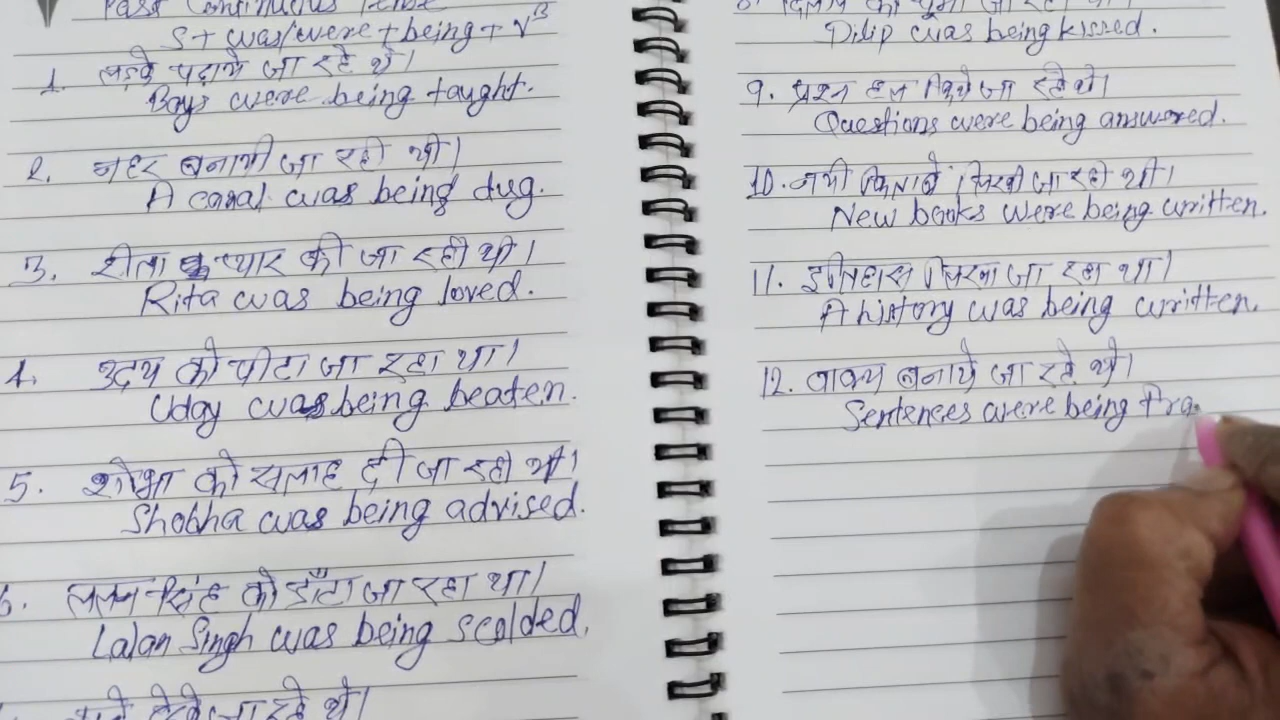 Past Continuous Tense
S + was/were + being + V3
1. लड़के पढ़ाये जा रहे थे।
Boys were being taught.
2. नहर बनायी जा रही थी।
A canal was being dug.
3. रीता को प्यार की जा रही थी।
Rita was being loved.
4. उदय को पीटा जा रहा था।
Uday was being beaten.
5. शोभा को सलाह दी जा रही थी।
Shobha was being advised.
6. ललन सिंह को डाँटा जा रहा था।
Lalan Singh was being scolded.
जा रहे थे।
Dilip was being kissed.
9. प्रश्न हल किये जा रहे थे।
Questions were being answered.
10. नयी किताबें लिखी जा रही थी।
New books were being written.
11. इतिहास लिखा जा रहा था।
A history was being written.
12. वाक्य बनाये जा रहे थे।
Sentences were being fra